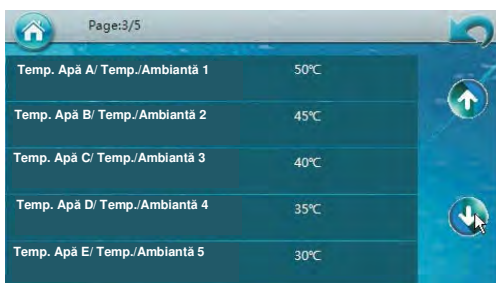 Page:3/5
Temp. Apă A/ Temp./Ambiantă 1 50℃
Temp. Apă B/ Temp./Ambiantă 2 45℃
Temp. Apă C/ Temp./Ambiantă 3 40℃
Temp. Apă D/ Temp./Ambiantă 4 35℃
Temp. Apă E/ Temp./Ambiantă 5 30℃